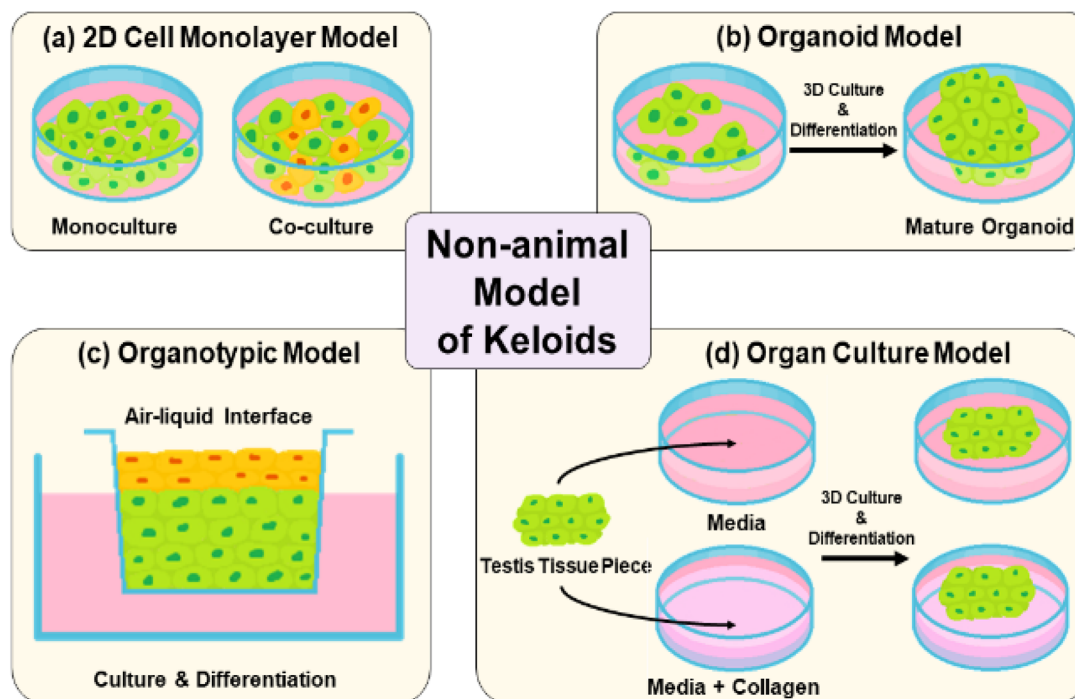 (a) 2D Cell Monolayer Model
Monoculture
Co-culture
(b) Organoid Model
3D Culture
&
Differentiation
Mature Organoid
Non-animal
Model
of Keloids
(c) Organotypic Model
Air-liquid Interface
Culture & Differentiation
(d) Organ Culture Model
Testis Tissue Piece
Media
Media + Collagen
3D Culture
&
Differentiation